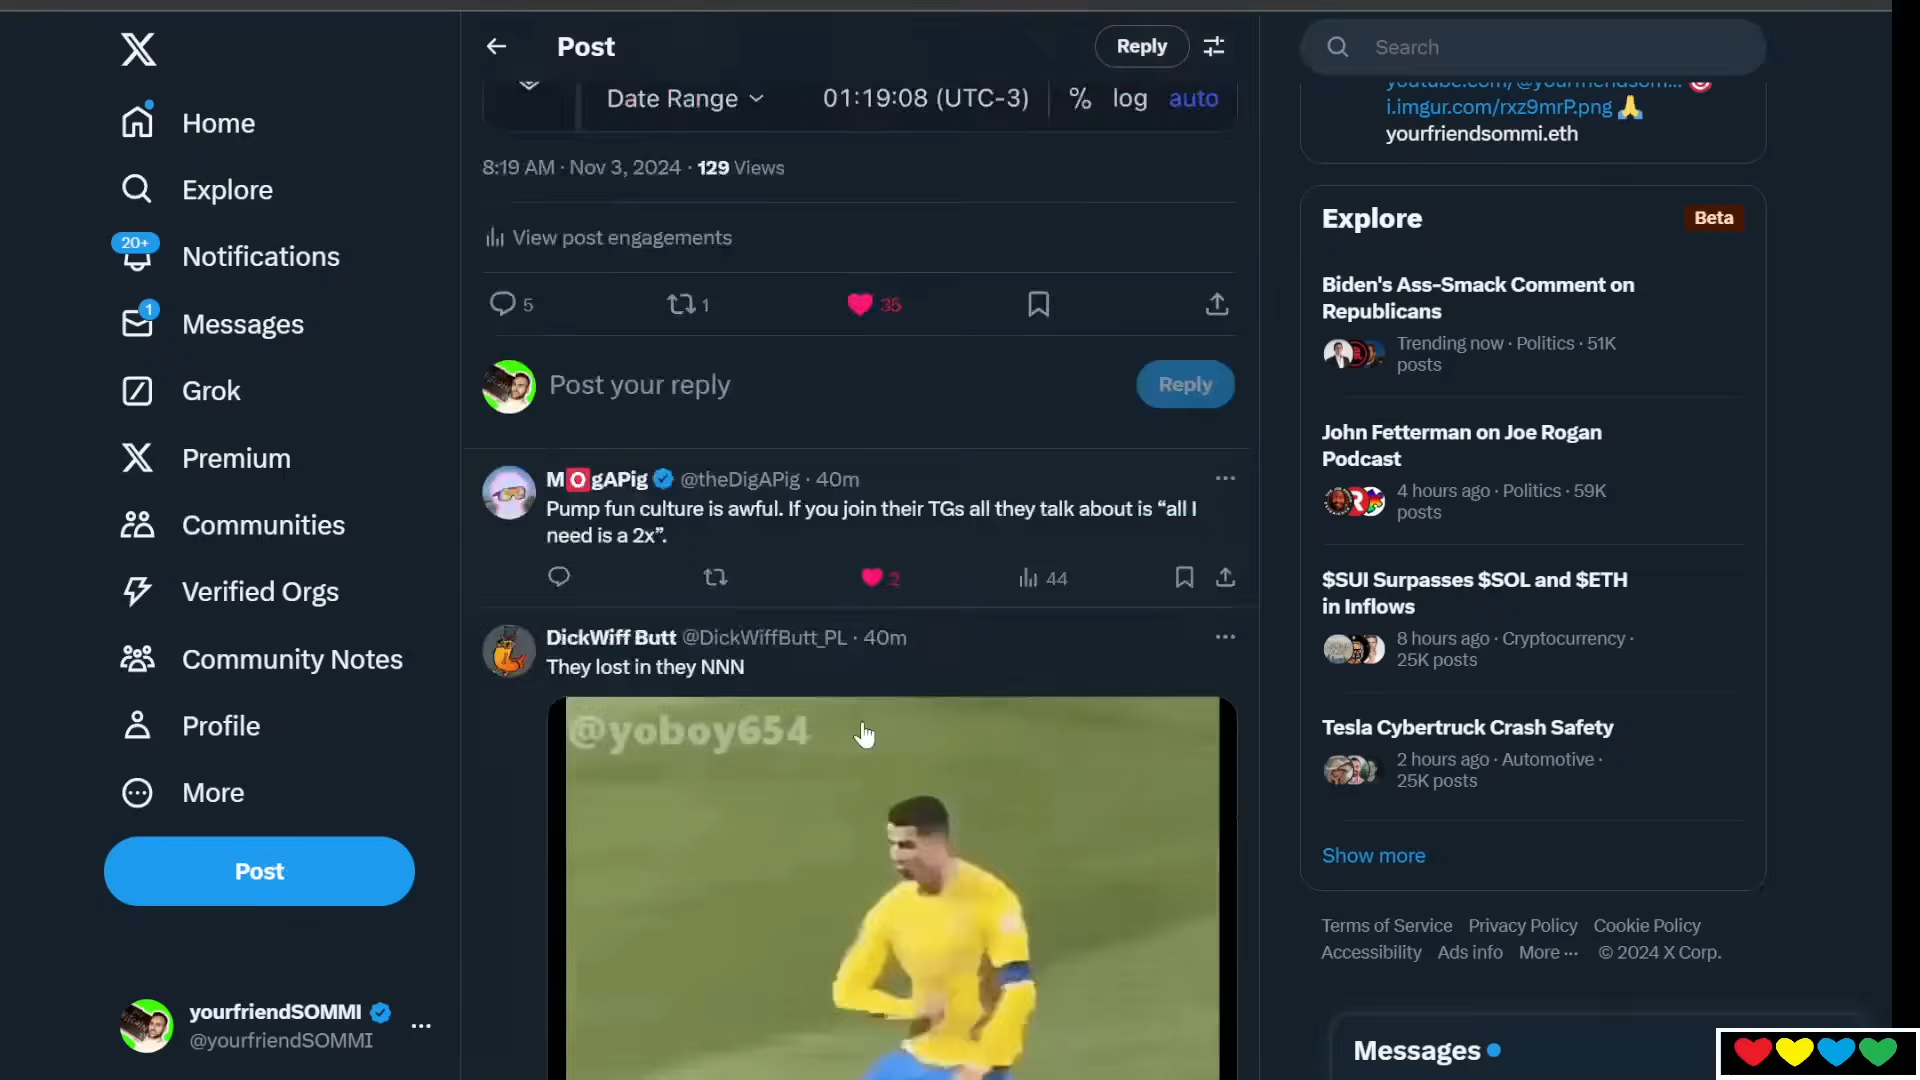 Home
Explore
20+
Notifications
1
Messages
Grok
Premium
Communities
Verified Orgs
Community Notes
Profile
More
Post
yourfriendSOMMI
@yourfriendSOMMI
Post
Reply
Date Range
01:19:08 (UTC-3)
% log auto
8:19 AM · Nov 3, 2024 · 129 Views
View post engagements
5
1
35
Post your reply
Reply
M🅾gAPig @theDigAPig · 40m
Pump fun culture is awful. If you join their TGs all they talk about is “all I
need is a 2x”.
2
44
DickWiff Butt @DickWiffButt_PL · 40m
They lost in they NNN
@yoboy654
Search
youtube.com/@yourfriendsom...
i.imgur.com/rxz9mrP.png
yourfriendsommi.eth
Explore
Beta
Biden's Ass-Smack Comment on
Republicans
Trending now · Politics · 51K
posts
John Fetterman on Joe Rogan
Podcast
4 hours ago · Politics · 59K
posts
$SUI Surpasses $SOL and $ETH
in Inflows
8 hours ago · Cryptocurrency ·
25K posts
Tesla Cybertruck Crash Safety
2 hours ago · Automotive ·
25K posts
Show more
Terms of Service Privacy Policy Cookie Policy
Accessibility Ads info More ··· © 2024 X Corp.
Messages